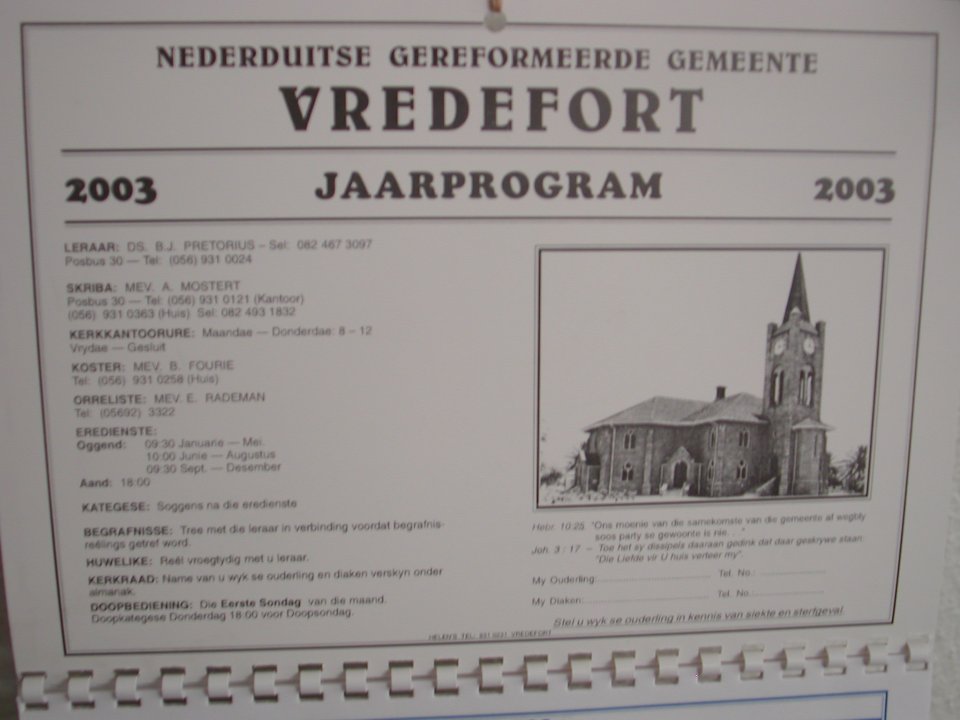 NEDERDUITSE GEREFORMEERDE GEMEENTE
VREDEFORT
2003 JAARPROGRAM 2003
LERAAR: DS. B.J. PRETORIUS – Sel: 082 467 3097
Posbus 30 — Tel: (056) 931 0024
SKRIBA: MEV. A. MOSTERT
Posbus 30 — Tel: (056) 931 0121 (Kantoor)
(056) 931 0363 (Huis) Sel: 082 493 1832
KERKKANTOORURE: Maandae — Donderdae: 8 – 12
Vrydae — Gesluit
KOSTER: MEV. B. FOURIE
Tel: (056) 931 0258 (Huis)
ORRELISTE: MEV. E. RADEMAN
Tel: (05692) 3322
EREDIENSTE:
Oggend: 09:30 Januarie — Mei.
10:00 Junie — Augustus
09:30 Sept. — Desember
Aand: 18:00
KATEGESE: Soggens na die eredienste
BEGRAFNISSE: Tree met die leraar in verbinding voordat begrafnis-
reëlings getref word.
HUWELIKE: Reël vroegtydig met u leraar.
KERKRAAD: Name van u wyk se ouderling en diaken verskyn onder
almanak.
DOOPBEDIENING: Die Eerste Sondag van die maand.
Doopkategese Donderdag 18:00 voor Doopsondag.
Hebr. 10:25 "Ons moenie van die samekomste van die gemeente af wegbly
soos party se gewoonte is nie. . ."
Joh. 3 : 17 – Toe het sy dissipels daaraan gedink dat daar geskrywe staan:
"Die Liefde vir U huis verteer my".
My Ouderling: Tel. No.:
My Diaken: Tel. No.:
Stel u wyk se ouderling in kennis van siekte en sterfgeval.
HELEN'S TEL. 931 0231 VREDEFORT